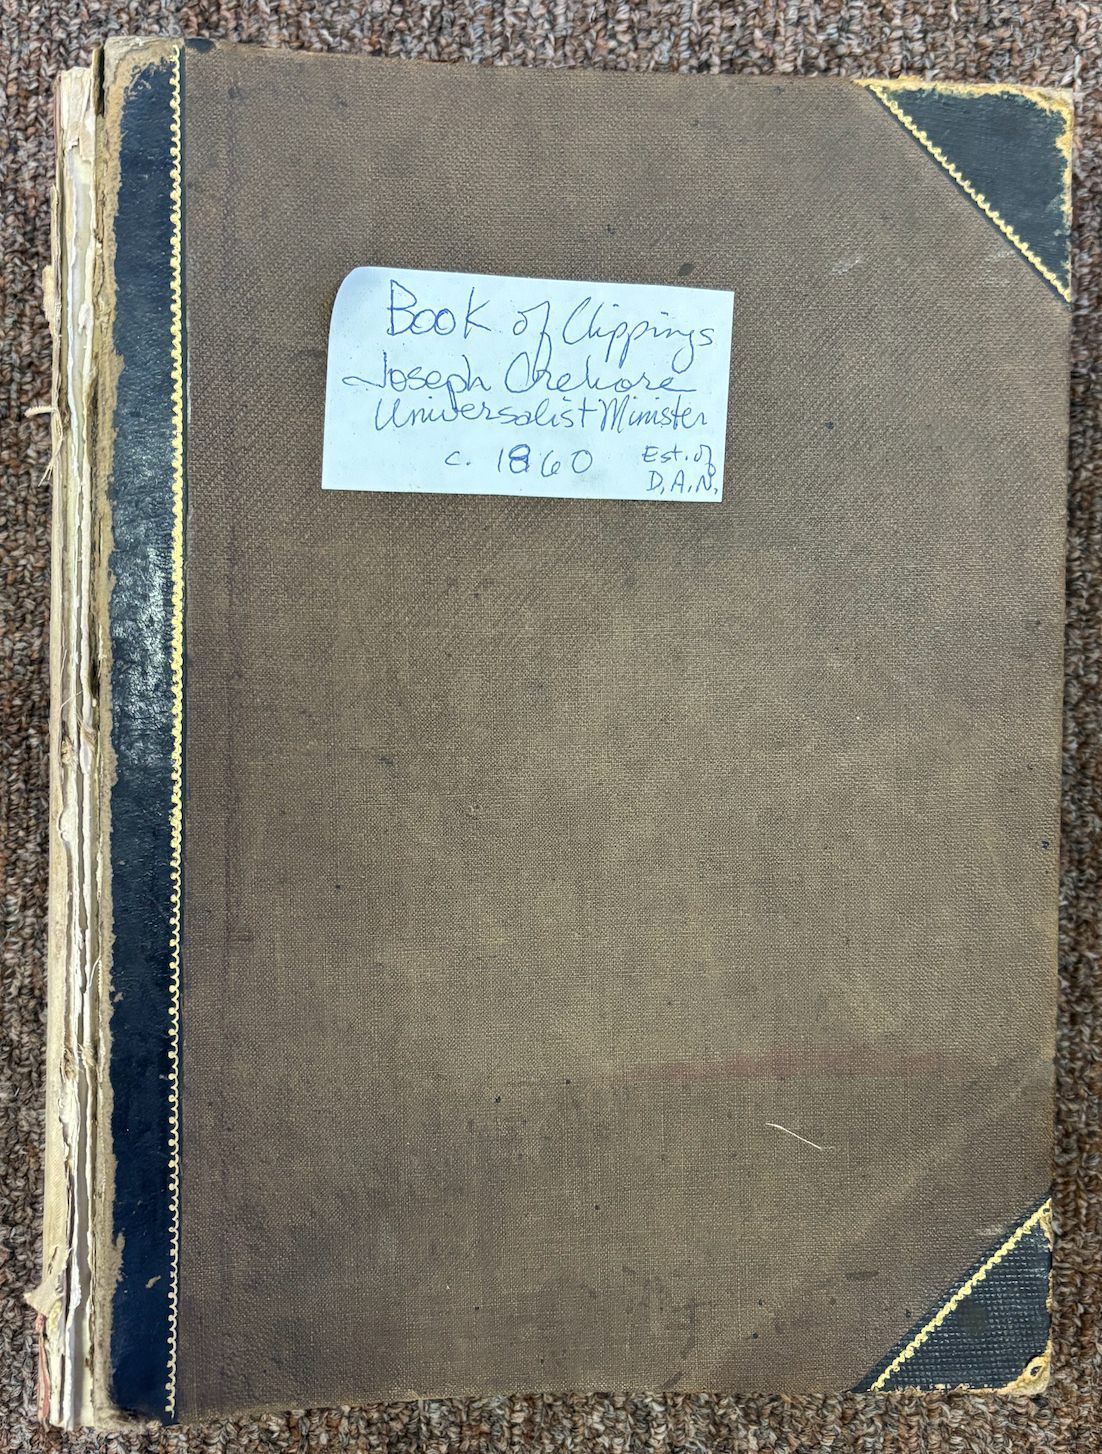 Book of Clippings
Joseph Crehore
Universalist Minister
c. 1860
Est. of
D.A.N.